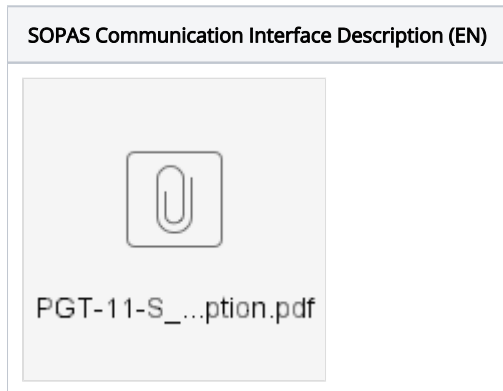 SOPAS Communication Interface Description (EN)
PGT-11-S_...ption.pdf